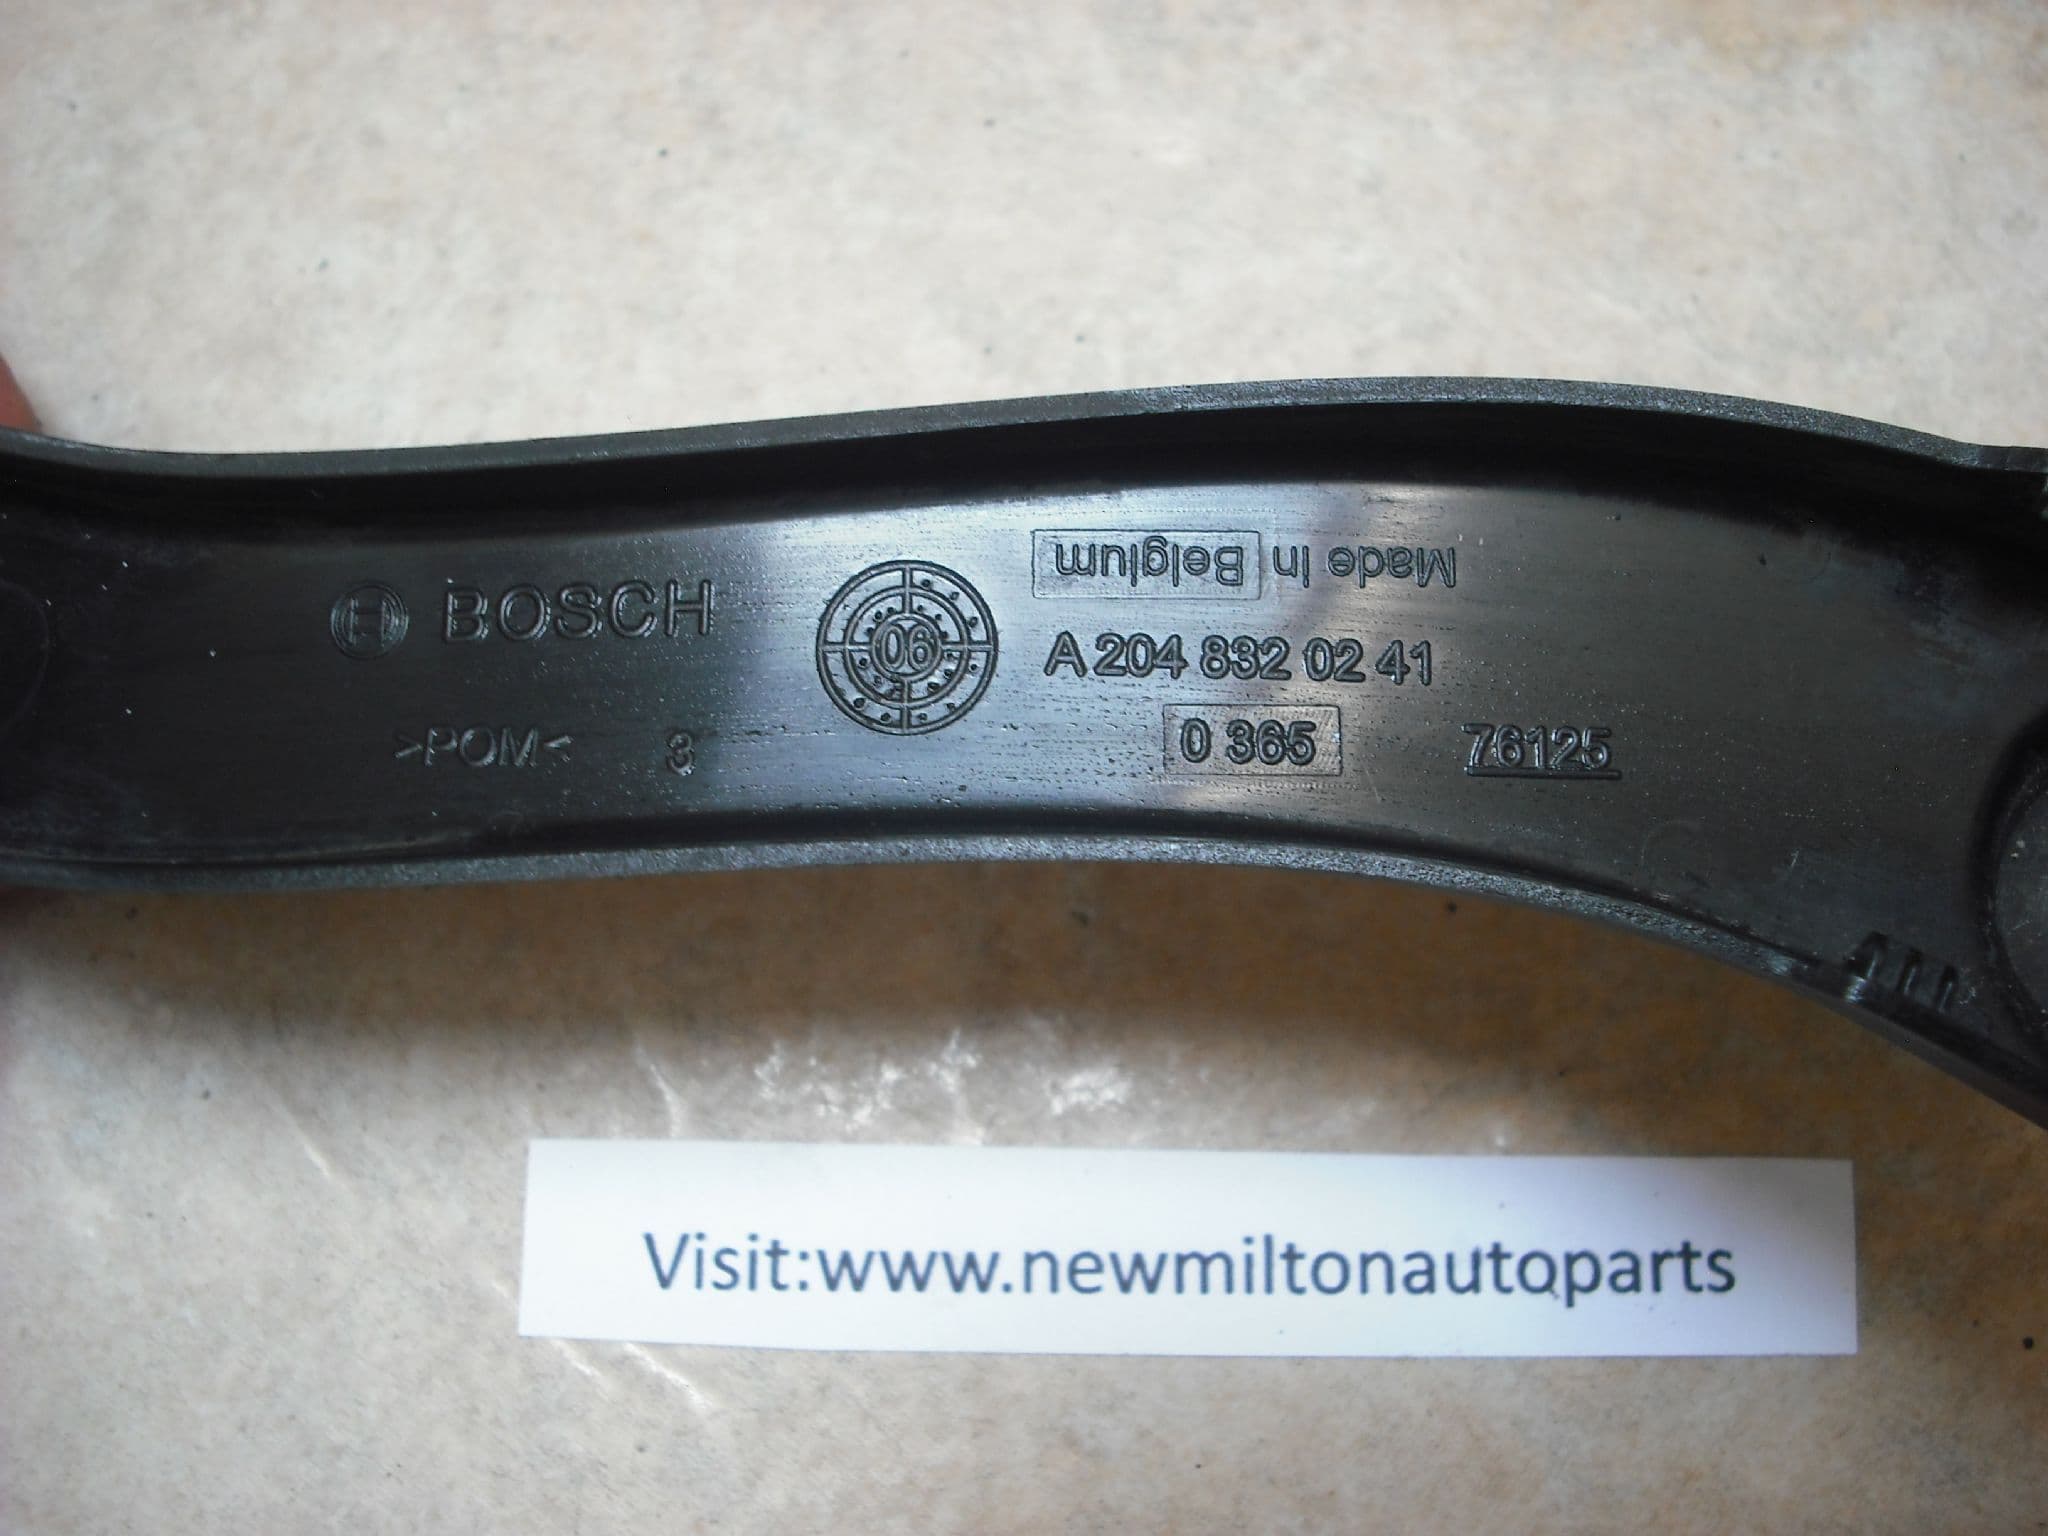 Made in Belgium
BOSCH
06
A 204 832 02 41
>POM< 3
0 365 76125
Visit:www.newmiltonautoparts